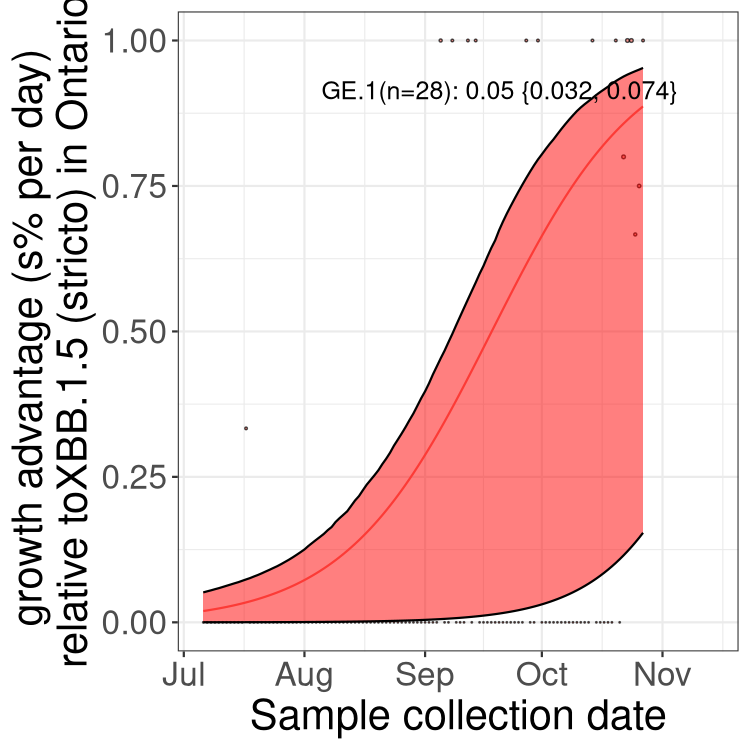 growth advantage (s% per day)
relative toXBB.1.5 (stricto) in Ontario
1.00
0.75
0.50
0.25
0.00
GE.1(n=28): 0.05 {0.032, 0.074}
Jul Aug Sep Oct Nov
Sample collection date